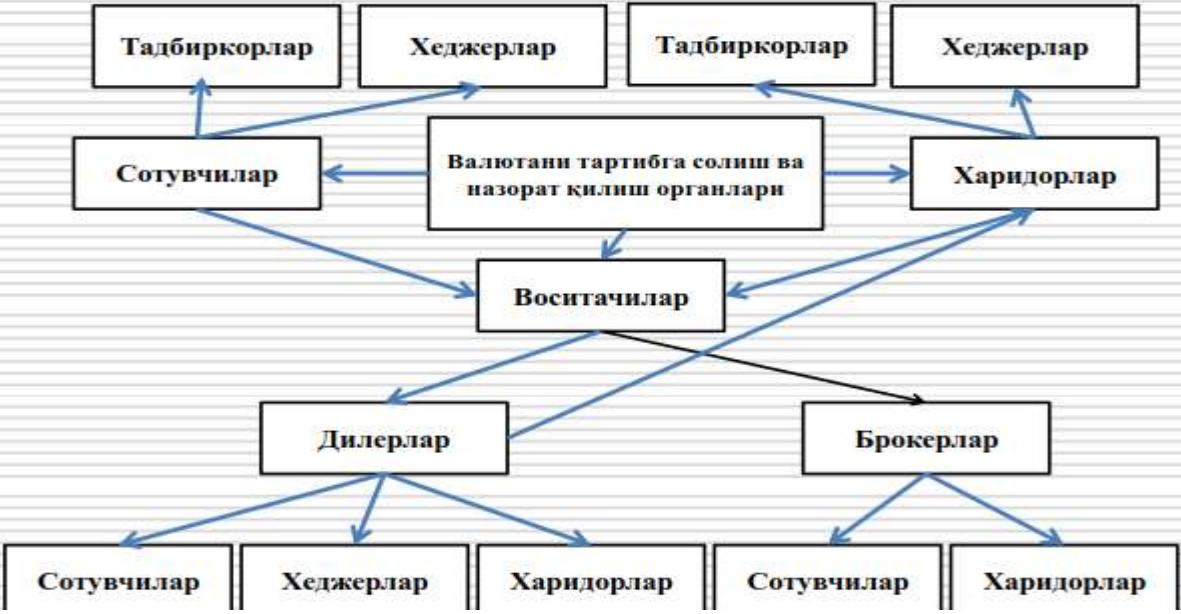 Тадбиркорлар
Хеджерлар
Тадбиркорлар
Хеджерлар
Сотувчилар
Валютани тартибга солиш ва
назорат қилиш органлари
Харидорлар
Воситачилар
Дилерлар
Брокерлар
Сотувчилар
Хеджерлар
Харидорлар
Сотувчилар
Харидорлар